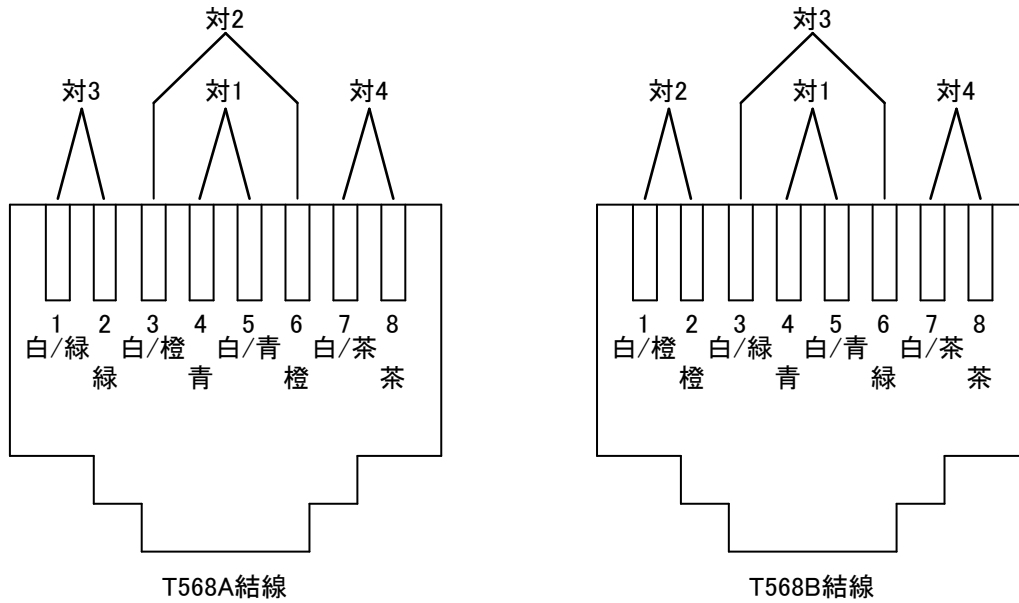 対2
対3 対1 対4
1 2 3 4 5 6 7 8
白/緑 白/橙 白/青 白/茶
緑 青 橙 茶
T568A結線
対3
対2 対1 対4
1 2 3 4 5 6 7 8
白/橙 白/緑 白/青 白/茶
橙 青 緑 茶
T568B結線